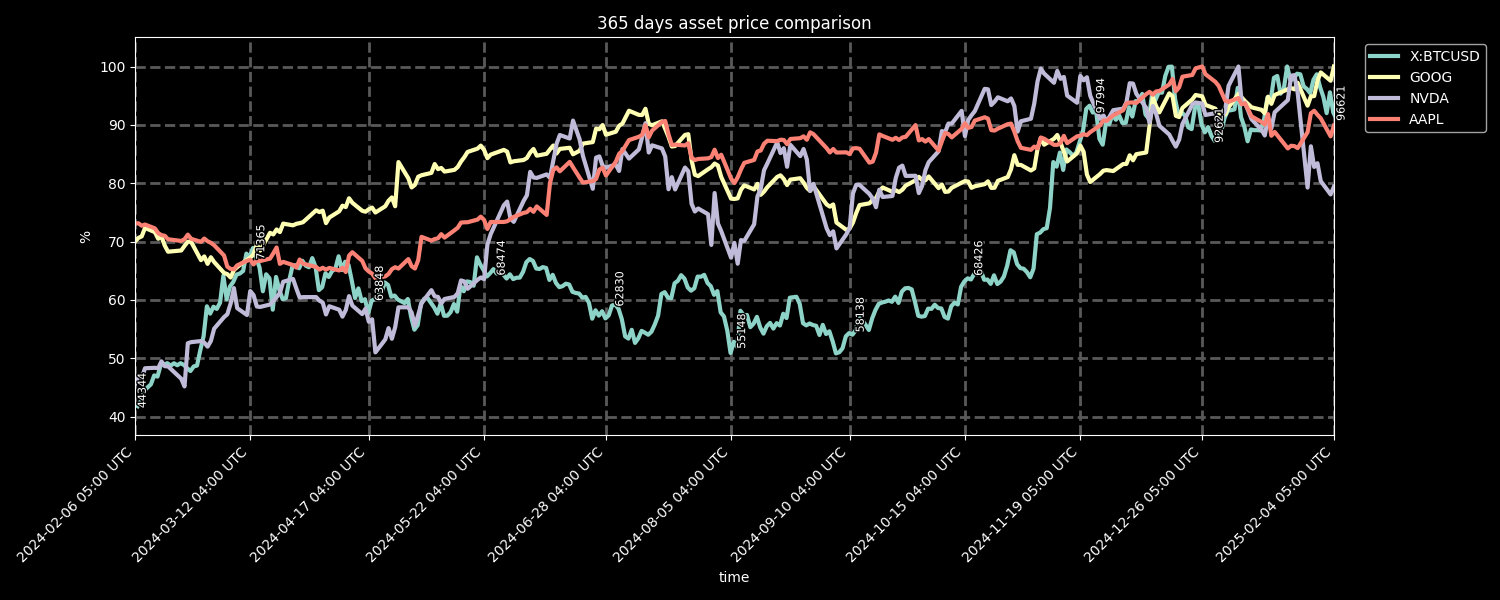 365 days asset price comparison
X:BTCUSD
GOOG
NVDA
AAPL
%
100
90
80
70
60
50
40
44344
71365
63848
68474
62830
55148
58138
68426
97994
92621
96621
2024-02-06 05:00 UTC
2024-03-12 04:00 UTC
2024-04-17 04:00 UTC
2024-05-22 04:00 UTC
2024-06-28 04:00 UTC
2024-08-05 04:00 UTC
2024-09-10 04:00 UTC
2024-10-15 04:00 UTC
2024-11-19 05:00 UTC
2024-12-26 05:00 UTC
2025-02-04 05:00 UTC
time